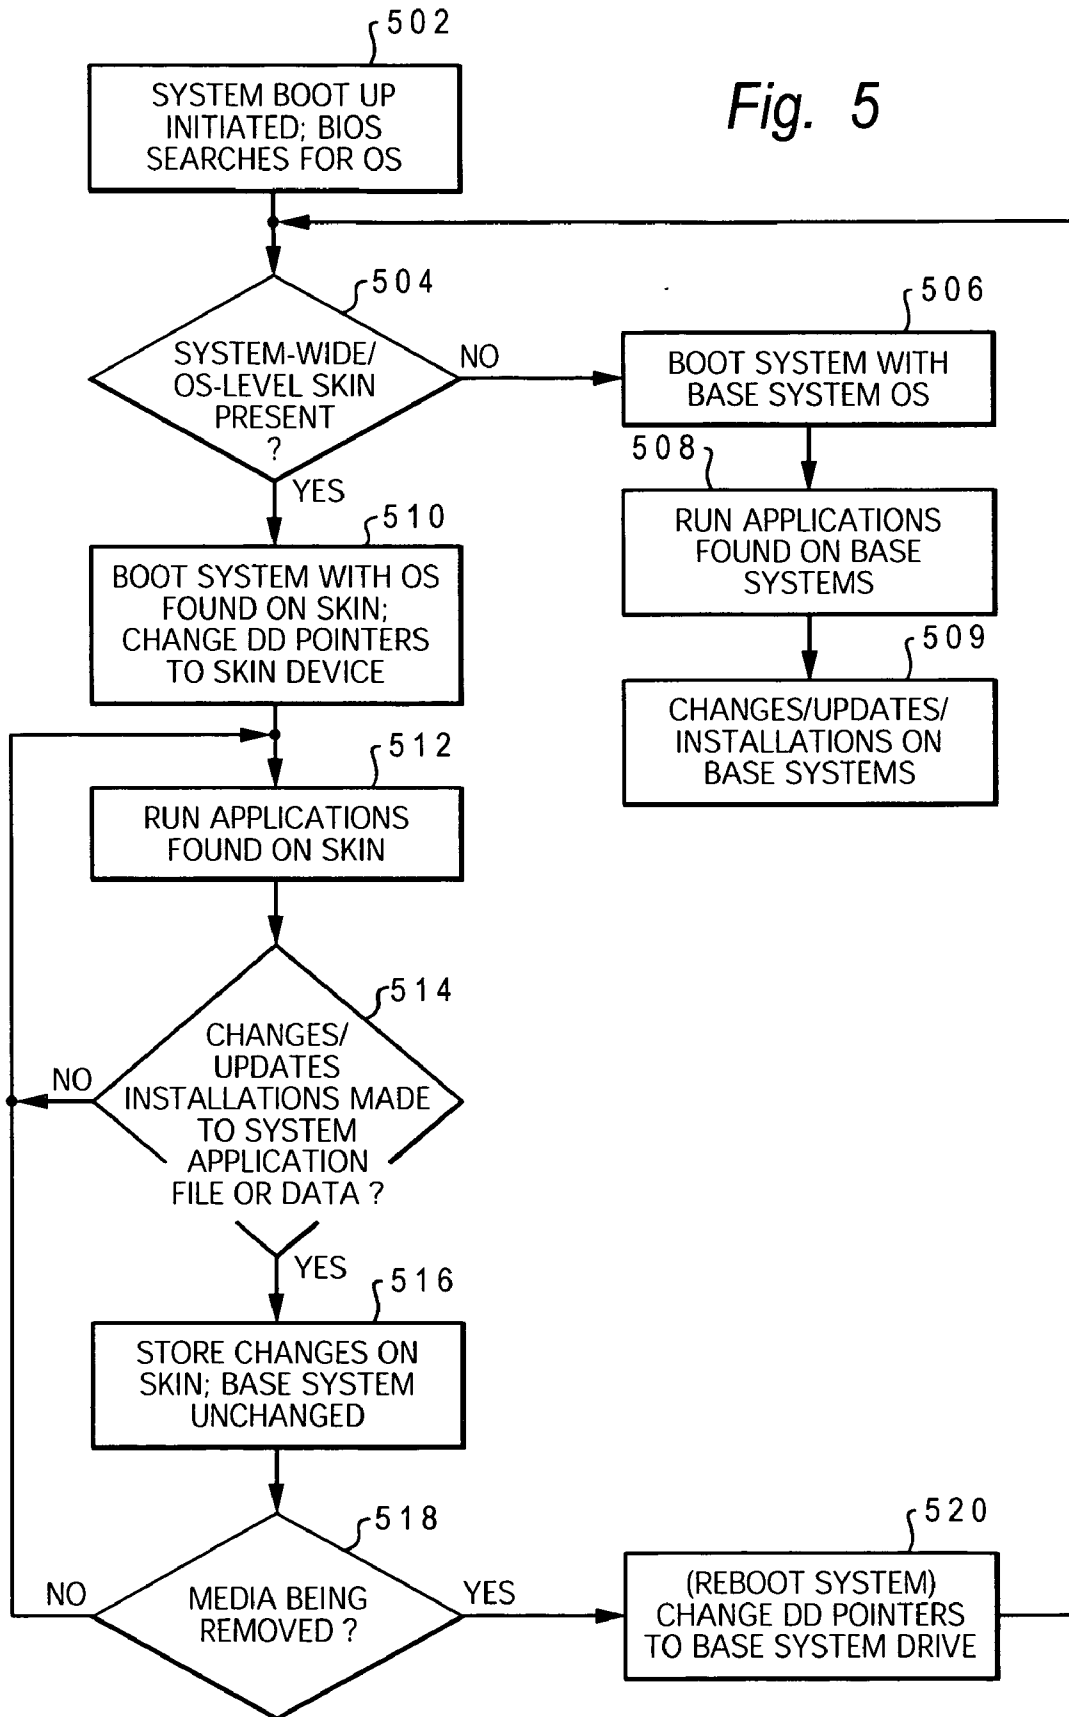 502
SYSTEM BOOT UP
INITIATED; BIOS
SEARCHES FOR OS
Fig. 5
504
SYSTEM-WIDE/
OS-LEVEL SKIN
PRESENT
?
NO
YES
506
BOOT SYSTEM WITH
BASE SYSTEM OS
508
RUN APPLICATIONS
FOUND ON BASE
SYSTEMS
509
CHANGES/UPDATES/
INSTALLATIONS ON
BASE SYSTEMS
510
BOOT SYSTEM WITH OS
FOUND ON SKIN;
CHANGE DD POINTERS
TO SKIN DEVICE
512
RUN APPLICATIONS
FOUND ON SKIN
514
CHANGES/
UPDATES
INSTALLATIONS MADE
TO SYSTEM
APPLICATION
FILE OR DATA ?
NO
YES
516
STORE CHANGES ON
SKIN; BASE SYSTEM
UNCHANGED
518
MEDIA BEING
REMOVED ?
NO
YES
520
(REBOOT SYSTEM)
CHANGE DD POINTERS
TO BASE SYSTEM DRIVE